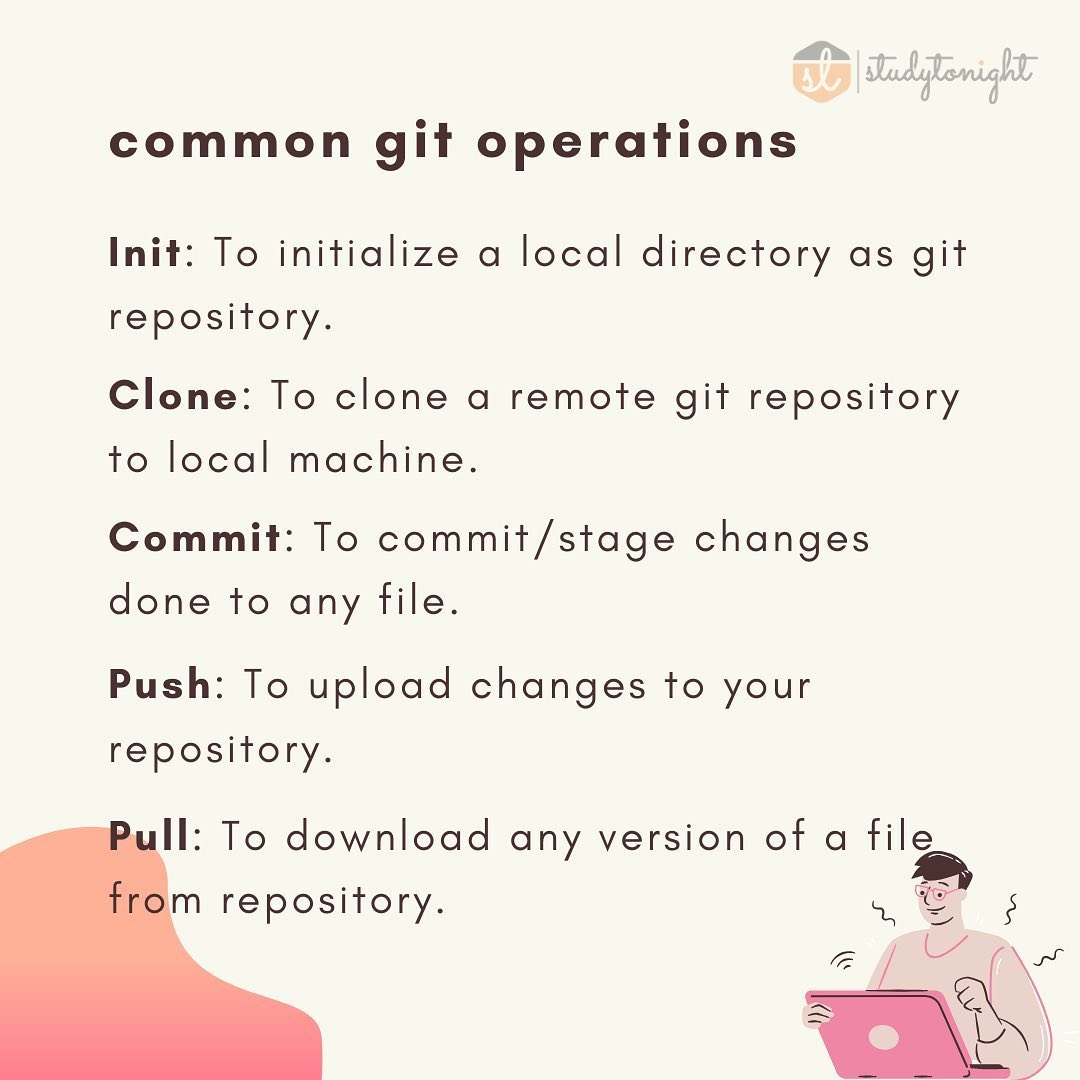 sl | studytonight
common git operations
Init: To initialize a local directory as git
repository.
Clone: To clone a remote git repository
to local machine.
Commit: To commit/stage changes
done to any file.
Push: To upload changes to your
repository.
Pull: To download any version of a file
from repository.